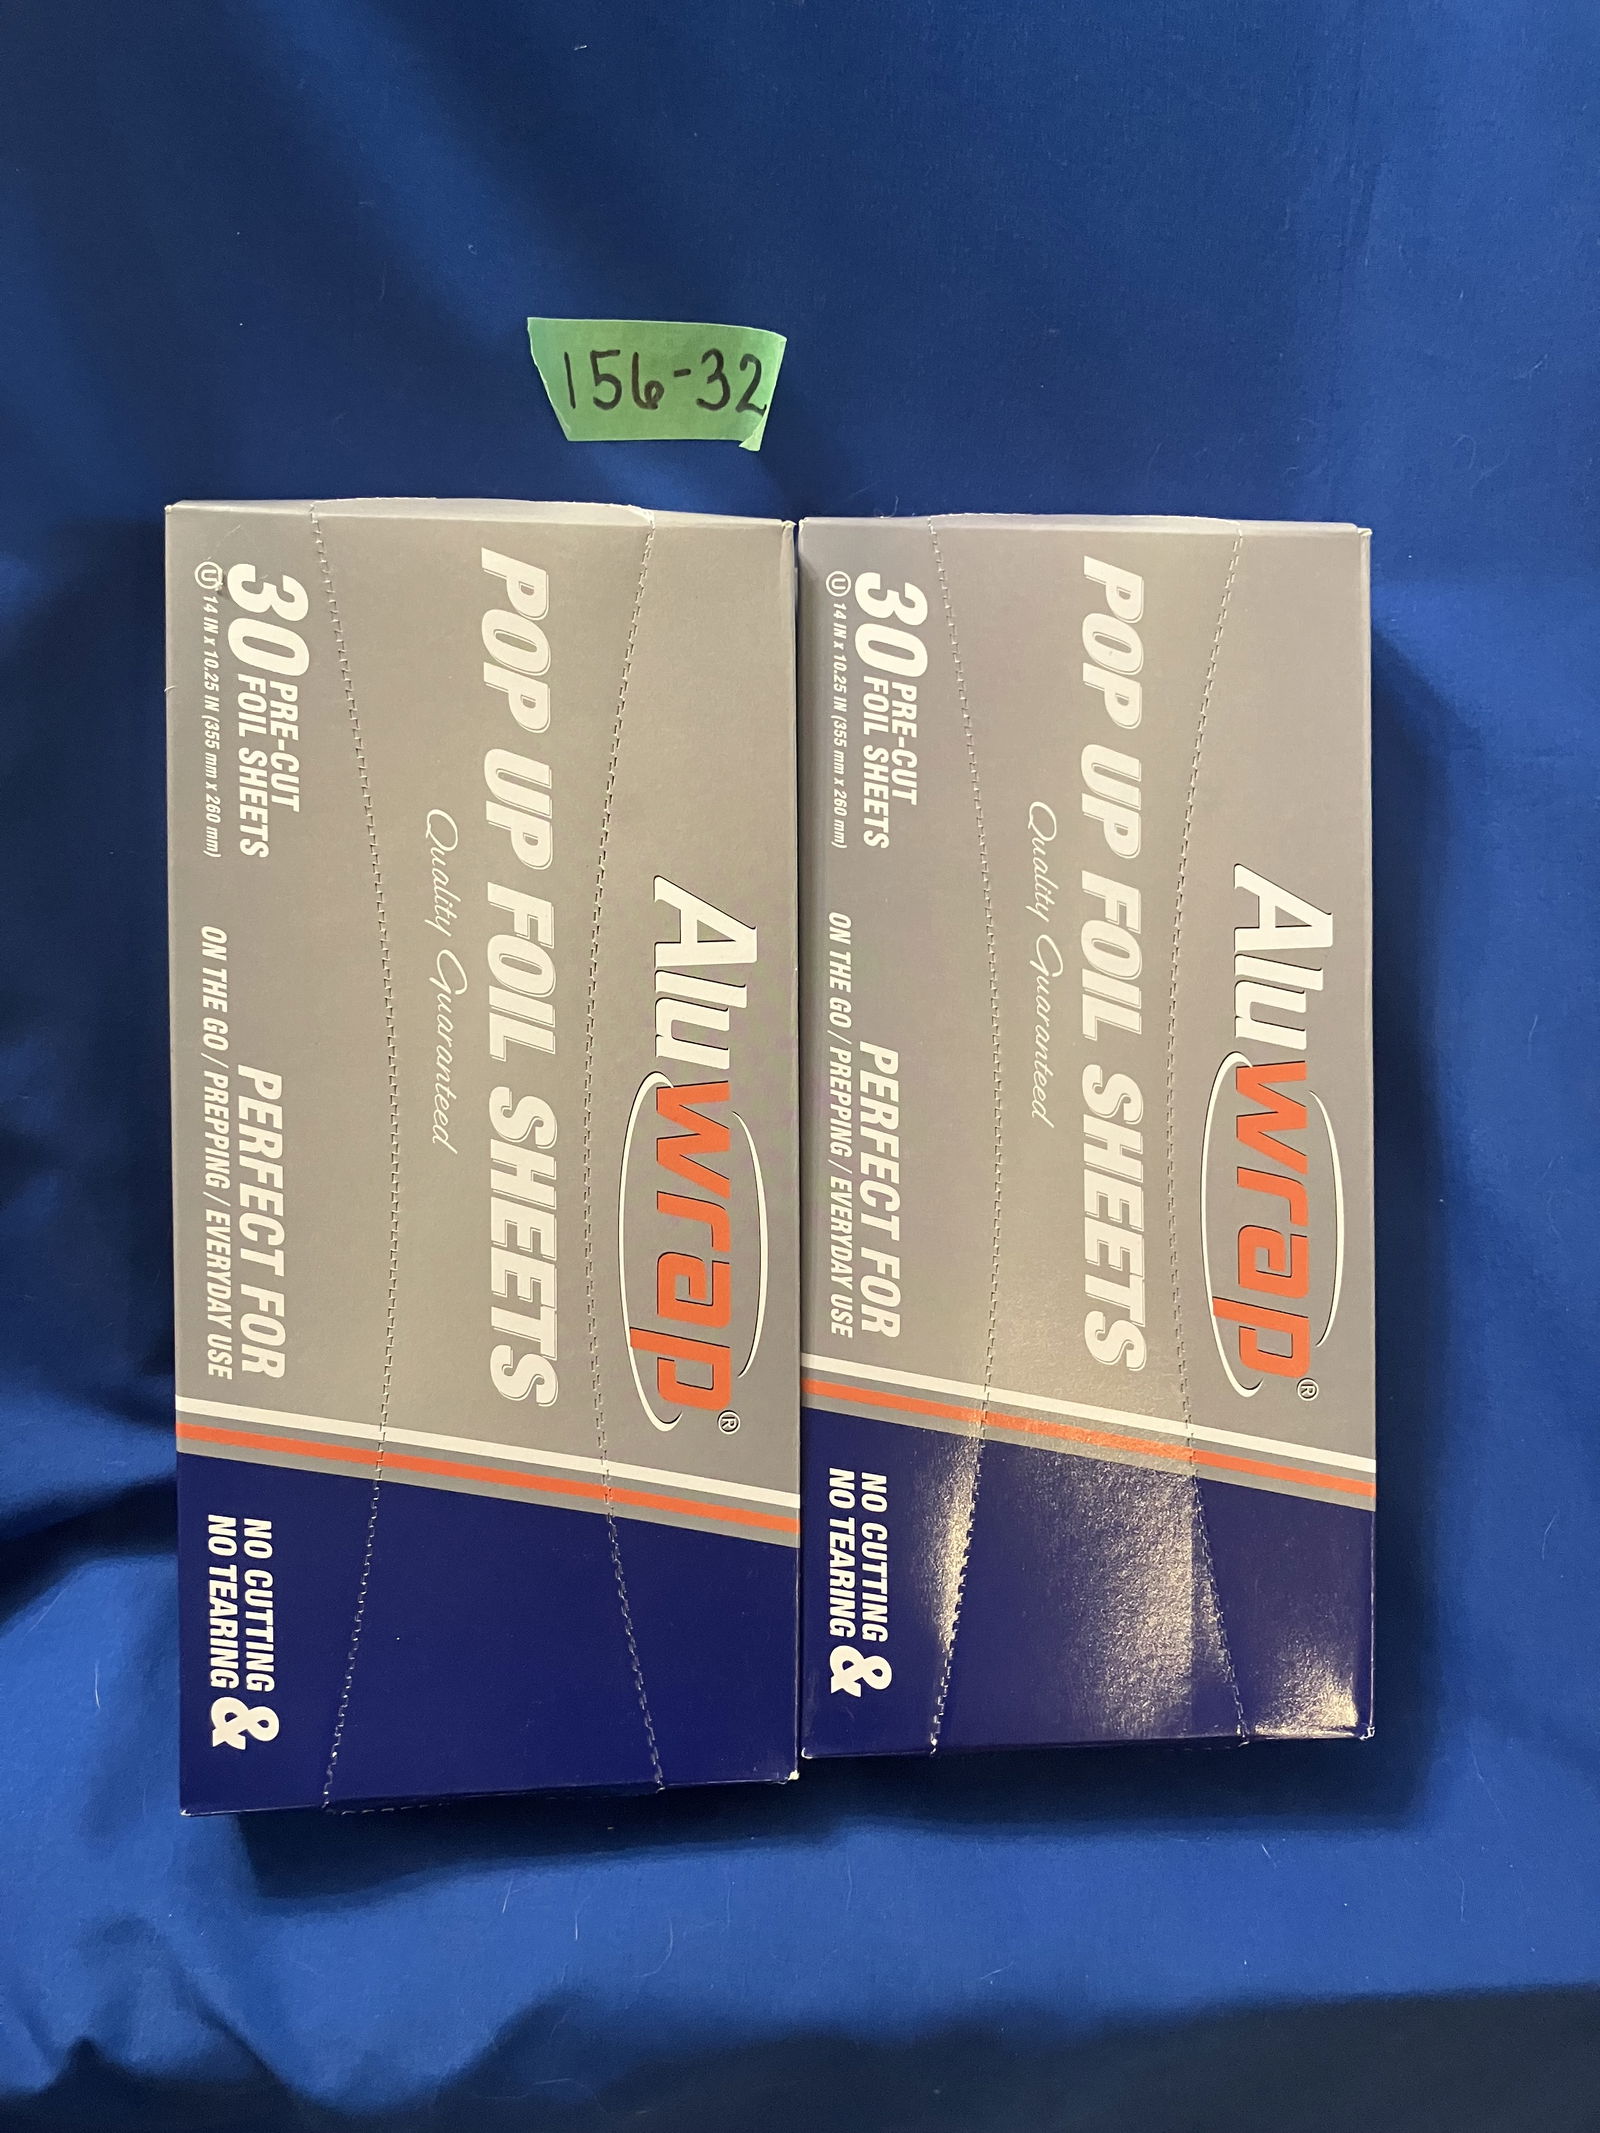 156-32
Aluwrap®
POP UP FOIL SHEETS
Quality Guaranteed
30 PRE-CUT
FOIL SHEETS
U 14 IN x 10.25 IN (355 mm x 260 mm)
PERFECT FOR
ON THE GO / PREPPING / EVERYDAY USE
NO CUTTING &
NO TEARING
Aluwrap®
POP UP FOIL SHEETS
Quality Guaranteed
30 PRE-CUT
FOIL SHEETS
U 14 IN x 10.25 IN (355 mm x 260 mm)
PERFECT FOR
ON THE GO / PREPPING / EVERYDAY USE
NO CUTTING &
NO TEARING